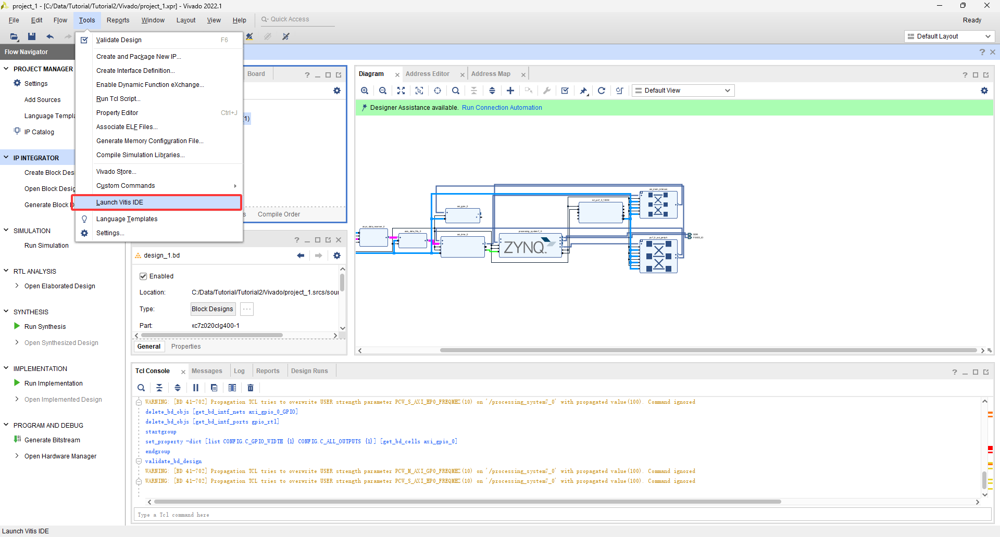 project_1 - [C:/Data/Tutorial/Tutorial2/Vivado/project_1.xpr] - Vivado 2022.1
File Edit Flow Tools Reports Window Layout View Help Quick Access Ready
Default Layout
Flow Navigator
PROJECT MANAGER
Settings
Add Sources
Language Templa
IP Catalog
IP INTEGRATOR
Create Block Des
Open Block Desig
Generate Block D
SIMULATION
Run Simulation
RTL ANALYSIS
Open Elaborated Design
SYNTHESIS
Run Synthesis
Open Synthesized Design
IMPLEMENTATION
Run Implementation
Open Implemented Design
PROGRAM AND DEBUG
Generate Bitstream
Open Hardware Manager
Validate Design F6
Create and Package New IP...
Create Interface Definition...
Enable Dynamic Function eXchange...
Run Tcl Script...
Property Editor Ctrl+J
Associate ELF Files...
Generate Memory Configuration File...
Compile Simulation Libraries...
Vivado Store...
Custom Commands
Launch Vitis IDE
Language Templates
Settings...
Board
1)
s Compile Order
design_1.bd
Enabled
Location: C:/Data/Tutorial/Tutorial2/Vivado/project_1.srcs/sour
Type: Block Designs ...
Part: xc7z020clg400-1
General Properties
Diagram Address Editor Address Map
Default View
Designer Assistance available. Run Connection Automation
axi_gpio_0
axis_data_fifo_0
axi_dma_0
processing_system7_0
ZYNQ
rst_ps7_0_100M
axi_mem_intercon
ps7_0_axi_periph
DDR
FIXED_IO
Tcl Console Messages Log Reports Design Runs
WARNING: [BD 41-702] Propagation TCL tries to overwrite USER strength parameter PCW_S_AXI_HP0_FREQMHZ(10) on '/processing_system7_0' with propagated value(100). Command ignored
delete_bd_objs [get_bd_intf_nets axi_gpio_0_GPIO]
delete_bd_objs [get_bd_intf_ports gpio_rtl]
startgroup
set_property -dict [list CONFIG.C_GPIO_WIDTH {1} CONFIG.C_ALL_OUTPUTS {1}] [get_bd_cells axi_gpio_0]
endgroup
validate_bd_design
WARNING: [BD 41-702] Propagation TCL tries to overwrite USER strength parameter PCW_M_AXI_GP0_FREQMHZ(10) on '/processing_system7_0' with propagated value(100). Command ignored
WARNING: [BD 41-702] Propagation TCL tries to overwrite USER strength parameter PCW_S_AXI_HP0_FREQMHZ(10) on '/processing_system7_0' with propagated value(100). Command ignored
Type a Tcl command here
Launch Vitis IDE